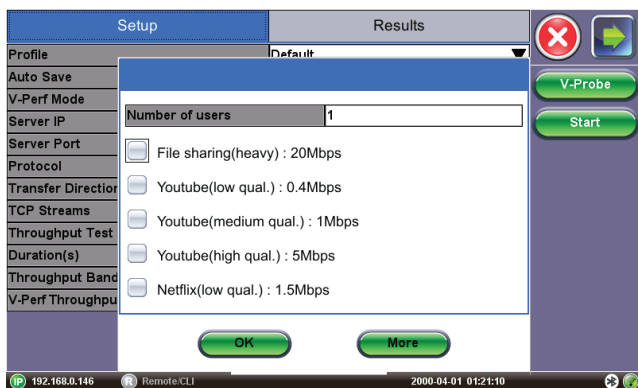 Setup
Results
Profile
Default
Auto Save
V-Perf Mode
Server IP
Server Port
Protocol
Transfer Direction
TCP Streams
Throughput Test
Duration(s)
Throughput Band
V-Perf Throughpu
Number of users
1
File sharing(heavy) : 20Mbps
Youtube(low qual.) : 0.4Mbps
Youtube(medium qual.) : 1Mbps
Youtube(high qual.) : 5Mbps
Netflix(low qual.) : 1.5Mbps
OK
More
V-Probe
Start
IP 192.168.0.146
R Remote/CLI
2000-04-01 01:21:10